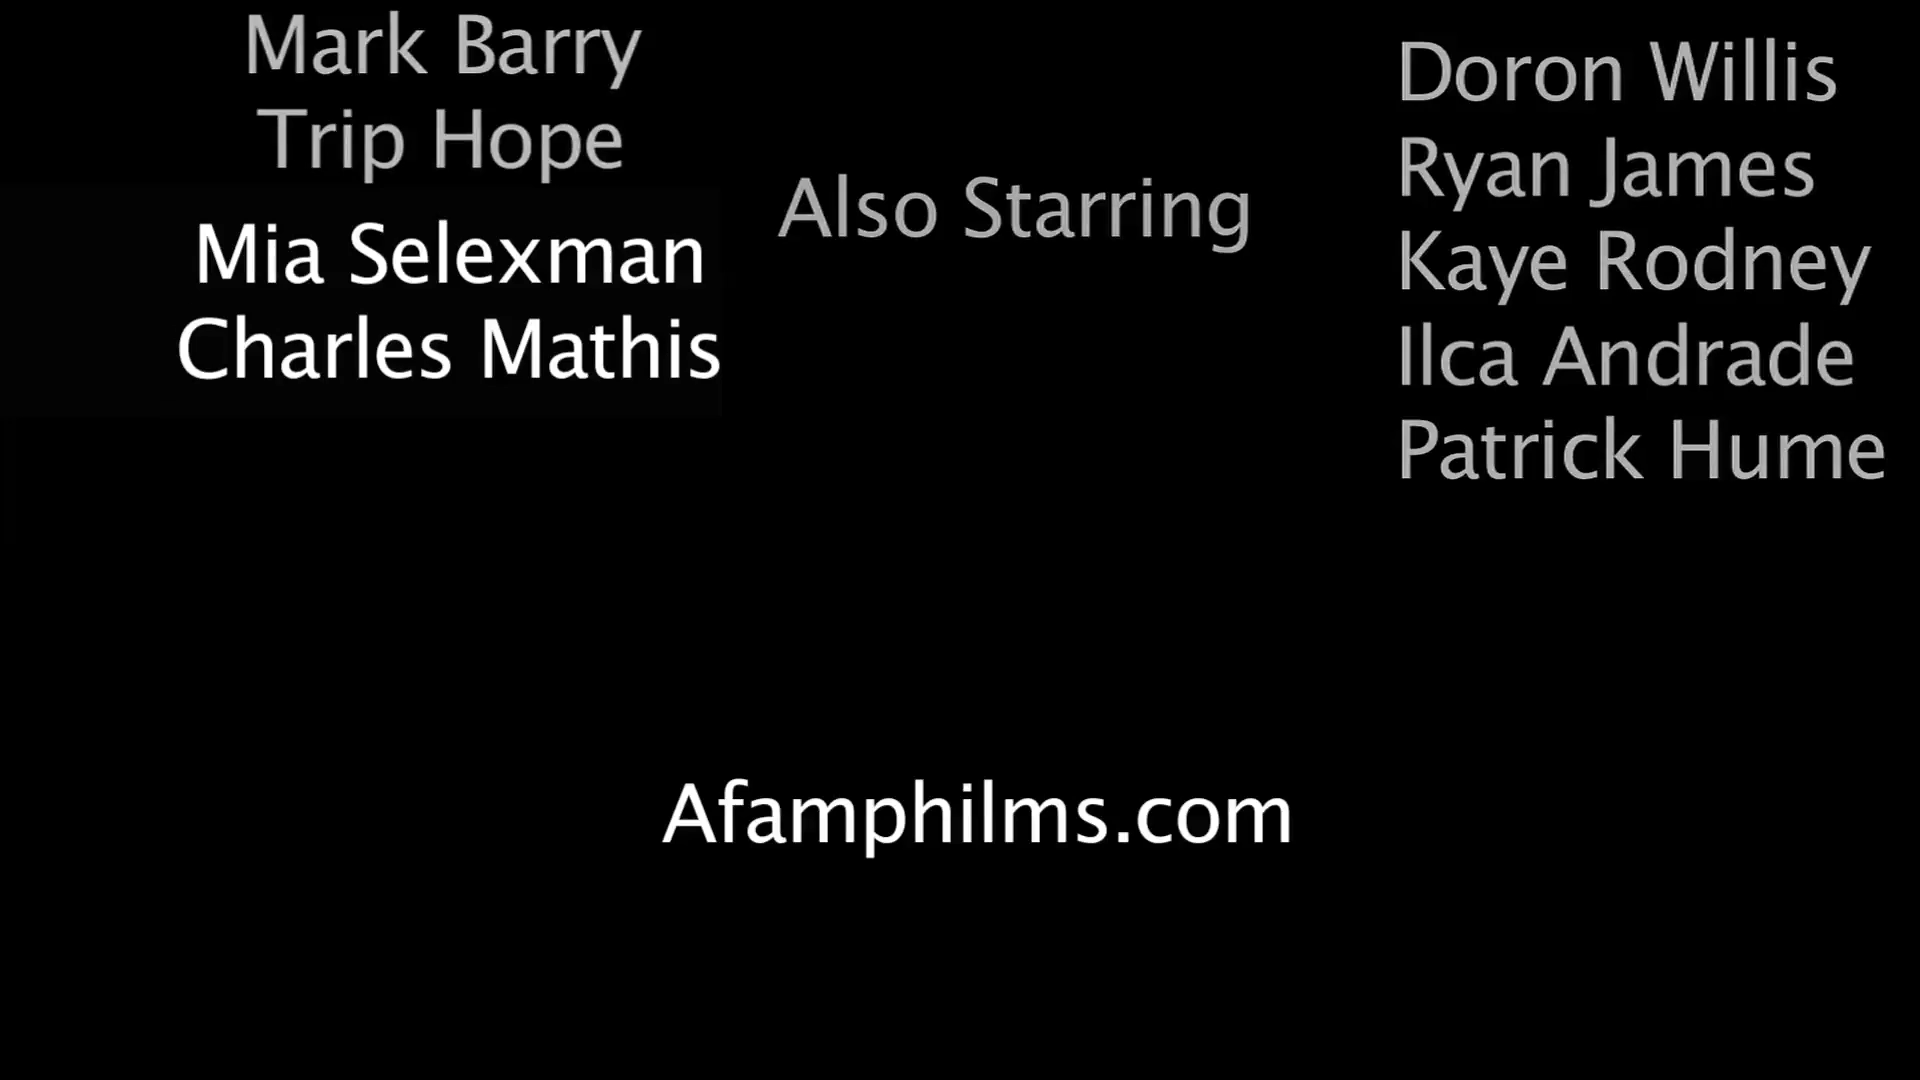 Mark Barry
Trip Hope
Mia Selexman
Charles Mathis
Also Starring
Doron Willis
Ryan James
Kaye Rodney
Ilca Andrade
Patrick Hume
Afamphilms.com